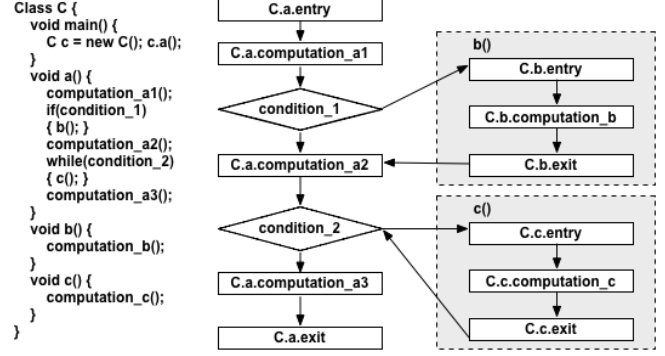 Class C {
void main() {
C c = new C(); c.a();
}
void a() {
computation_a1();
if(condition_1)
{ b(); }
computation_a2();
while(condition_2)
{ c(); }
computation_a3();
}
void b() {
computation_b();
}
void c() {
computation_c();
}
}
C.a.entry
C.a.computation_a1
condition_1
C.a.computation_a2
condition_2
C.a.computation_a3
C.a.exit
b()
C.b.entry
C.b.computation_b
C.b.exit
c()
C.c.entry
C.c.computation_c
C.c.exit